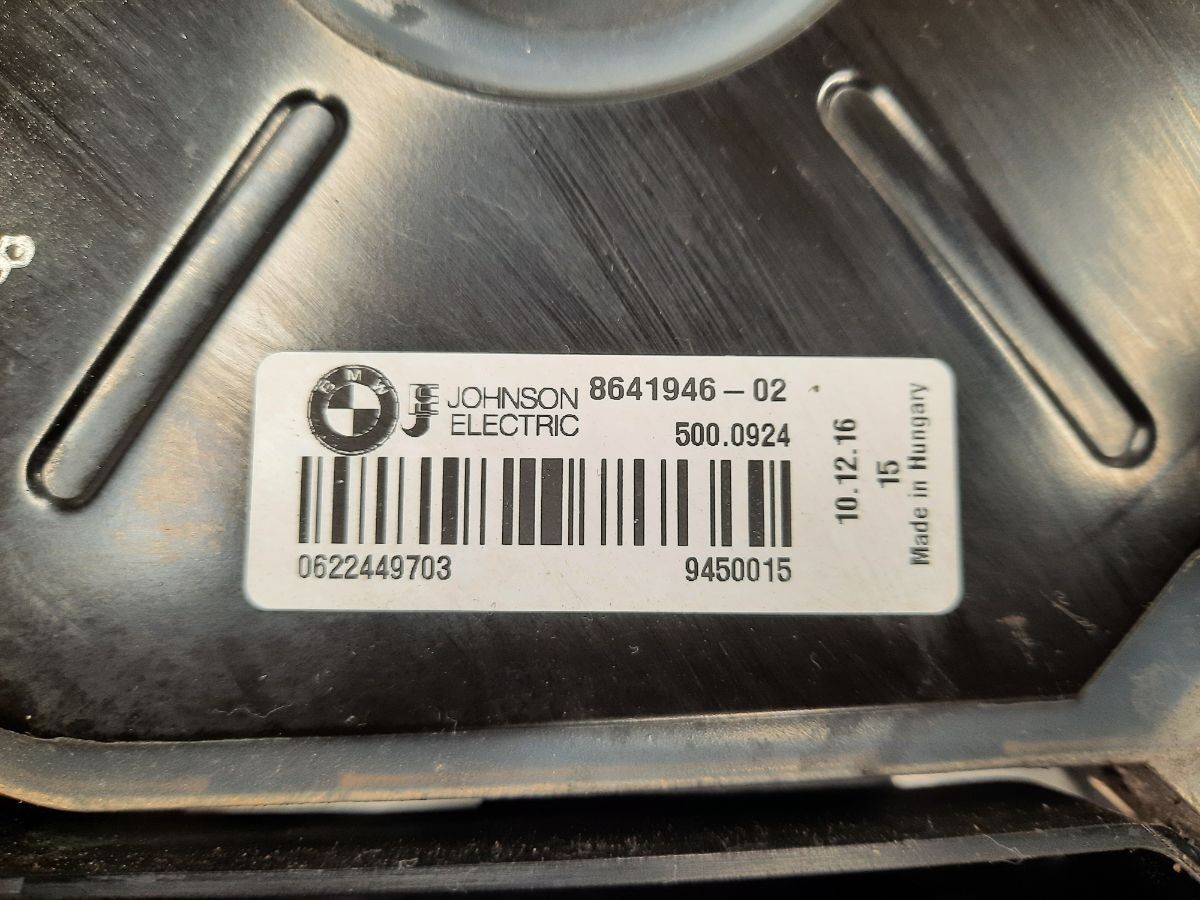 BMW
JOHNSON
ELECTRIC
8641946-02
500.0924
0622449703
9450015
10.12.16
15
Made in Hungary